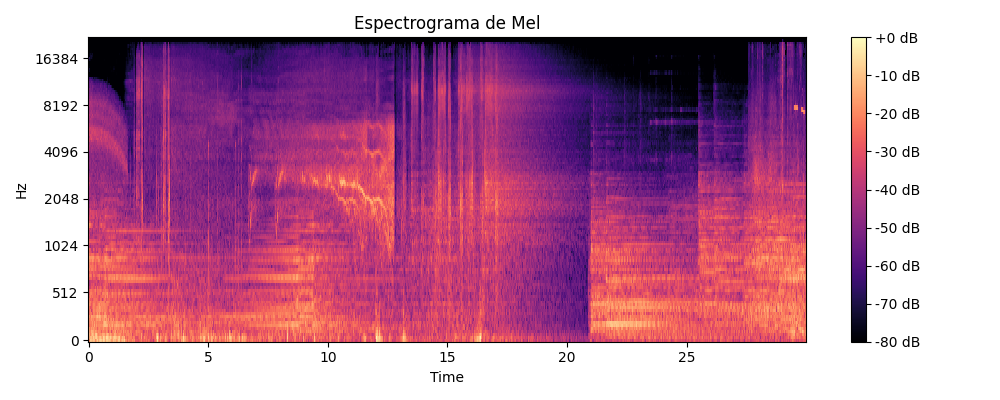 Espectrograma de Mel
Hz
16384
8192
4096
2048
1024
512
0
0 5 10 15 20 25
Time
+0 dB
-10 dB
-20 dB
-30 dB
-40 dB
-50 dB
-60 dB
-70 dB
-80 dB